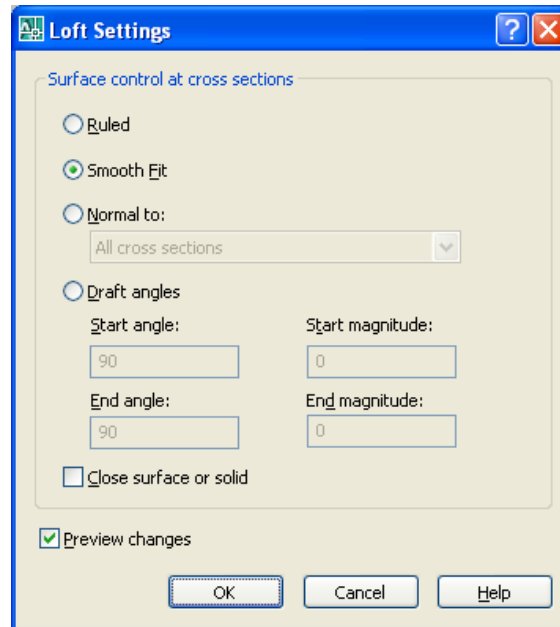 Loft Settings
Surface control at cross sections
Ruled
Smooth Fit
Normal to:
All cross sections
Draft angles
Start angle: Start magnitude:
90 0
End angle: End magnitude:
90 0
Close surface or solid
Preview changes
OK Cancel Help